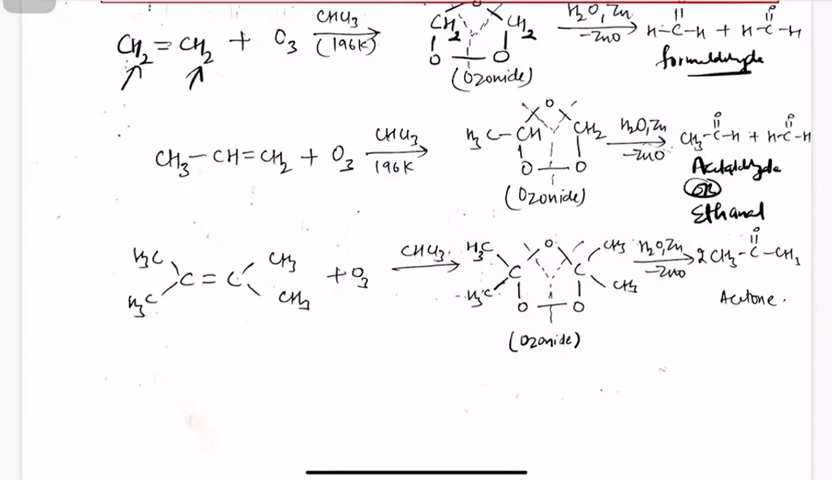 CH₂ = CH₂ + O₃ CHCl₃ (196K) CH₂ O CH₂ O — O (Ozonide) H₂O, Zn -ZnO H-C-H + H-C-H O O
formuldehyde
CH₃-CH=CH₂ + O₃ CHCl₃ 196K H₃C-CH O CH₂ O — O (Ozonide) H₂O, Zn -ZnO CH₃-C-H + H-C-H O O
Acetaldehyde
OR
Ethanal
H₃C H₃C C = C CH₃ CH₃ + O₃ CHCl₃ H₃C H₃C C O C CH₃ CH₃ O — O H₂O, Zn -ZnO 2CH₃-C-CH₃ O
Acetone.
(Ozonide)